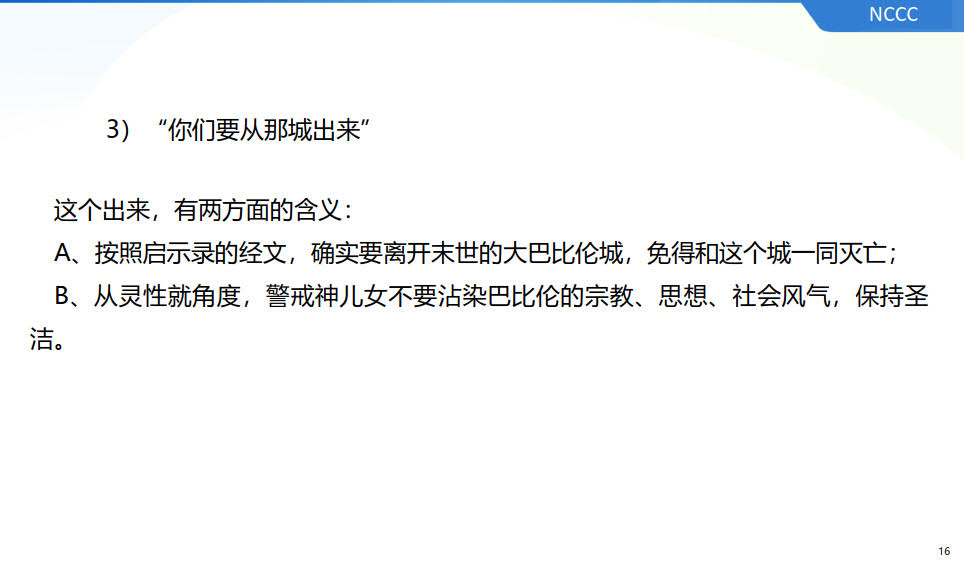 NCCC
3）“你们要从那城出来”
这个出来，有两方面的含义：
A、按照启示录的经文，确实要离开末世的大巴比伦城，免得和这个城一同灭亡；
B、从灵性就角度，警戒神儿女不要沾染巴比伦的宗教、思想、社会风气，保持圣
洁。
16